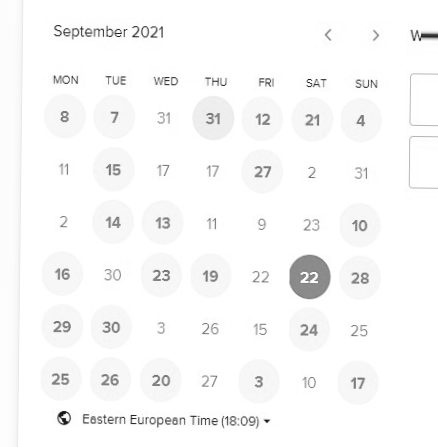 September 2021
MON TUE WED THU FRI SAT SUN
8 7 31 31 12 21 4
11 15 17 17 27 2 31
2 14 13 11 9 23 10
16 30 23 19 22 22 28
29 30 3 26 15 24 25
25 26 20 27 3 10 17
Eastern European Time (18:09)